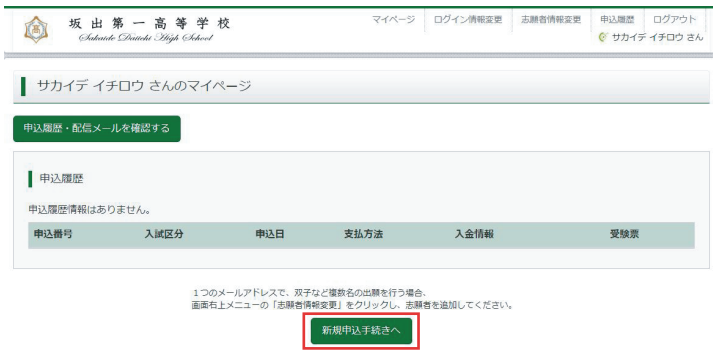 坂出第一高等学校
Sakaide Daiichi High School
マイページ ログイン情報変更 志願者情報変更 申込履歴 ログアウト
サカイデ イチロウ さん
サカイデ イチロウ さんのマイページ
申込履歴・配信メールを確認する
申込履歴
申込履歴情報はありません。
申込番号 入試区分 申込日 支払方法 入金情報 受験票
1つのメールアドレスで、双子など複数名の出願を行う場合、
画面右上メニューの「志願者情報変更」をクリックし、志願者を追加してください。
新規申込手続きへ